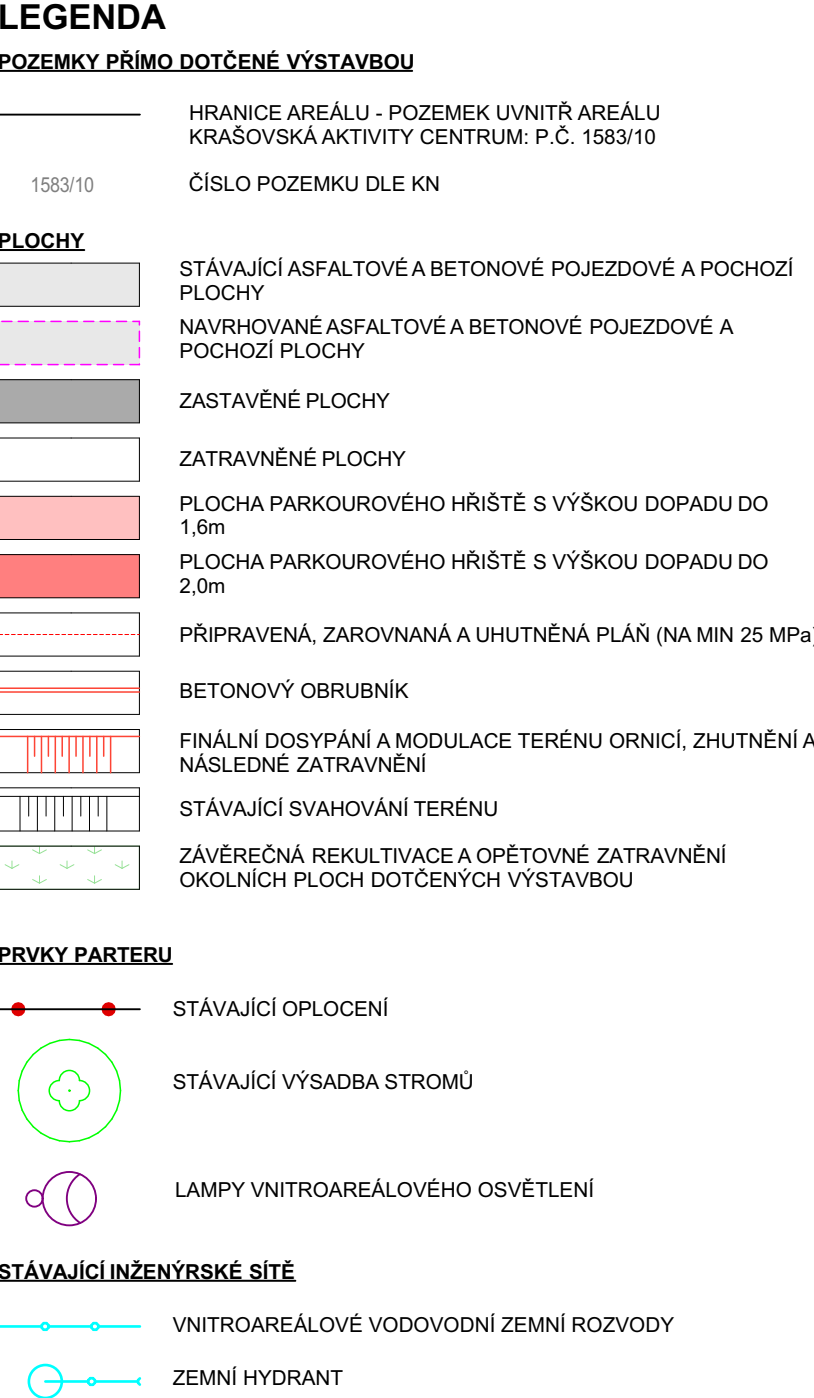 LEGENDA
POZEMKY PŘÍMO DOTČENÉ VÝSTAVBOU
HRANICE AREÁLU - POZEMEK UVNITŘ AREÁLU
KRAŠOVSKÁ AKTIVITY CENTRUM: P.Č. 1583/10
1583/10 ČÍSLO POZEMKU DLE KN
PLOCHY
STÁVAJÍCÍ ASFALTOVÉ A BETONOVÉ POJEZDOVÉ A POCHOZÍ
PLOCHY
NAVRHOVANÉ ASFALTOVÉ A BETONOVÉ POJEZDOVÉ A
POCHOZÍ PLOCHY
ZASTAVĚNÉ PLOCHY
ZATRAVNĚNÉ PLOCHY
PLOCHA PARKOUROVÉHO HŘIŠTĚ S VÝŠKOU DOPADU DO
1,6m
PLOCHA PARKOUROVÉHO HŘIŠTĚ S VÝŠKOU DOPADU DO
2,0m
PŘIPRAVENÁ, ZAROVNANÁ A UHUTNĚNÁ PLÁŇ (NA MIN 25 MPa)
BETONOVÝ OBRUBNÍK
FINÁLNÍ DOSYPÁNÍ A MODULACE TERÉNU ORNICÍ, ZHUTNĚNÍ A
NÁSLEDNÉ ZATRAVNĚNÍ
STÁVAJÍCÍ SVAHOVÁNÍ TERÉNU
ZÁVĚREČNÁ REKULTIVACE A OPĚTOVNÉ ZATRAVNĚNÍ
OKOLNÍCH PLOCH DOTČENÝCH VÝSTAVBOU
PRVKY PARTERU
STÁVAJÍCÍ OPLOCENÍ
STÁVAJÍCÍ VÝSADBA STROMŮ
LAMPY VNITROAREÁLOVÉHO OSVĚTLENÍ
STÁVAJÍCÍ INŽENÝRSKÉ SÍTĚ
VNITROAREÁLOVÉ VODOVODNÍ ZEMNÍ ROZVODY
ZEMNÍ HYDRANT